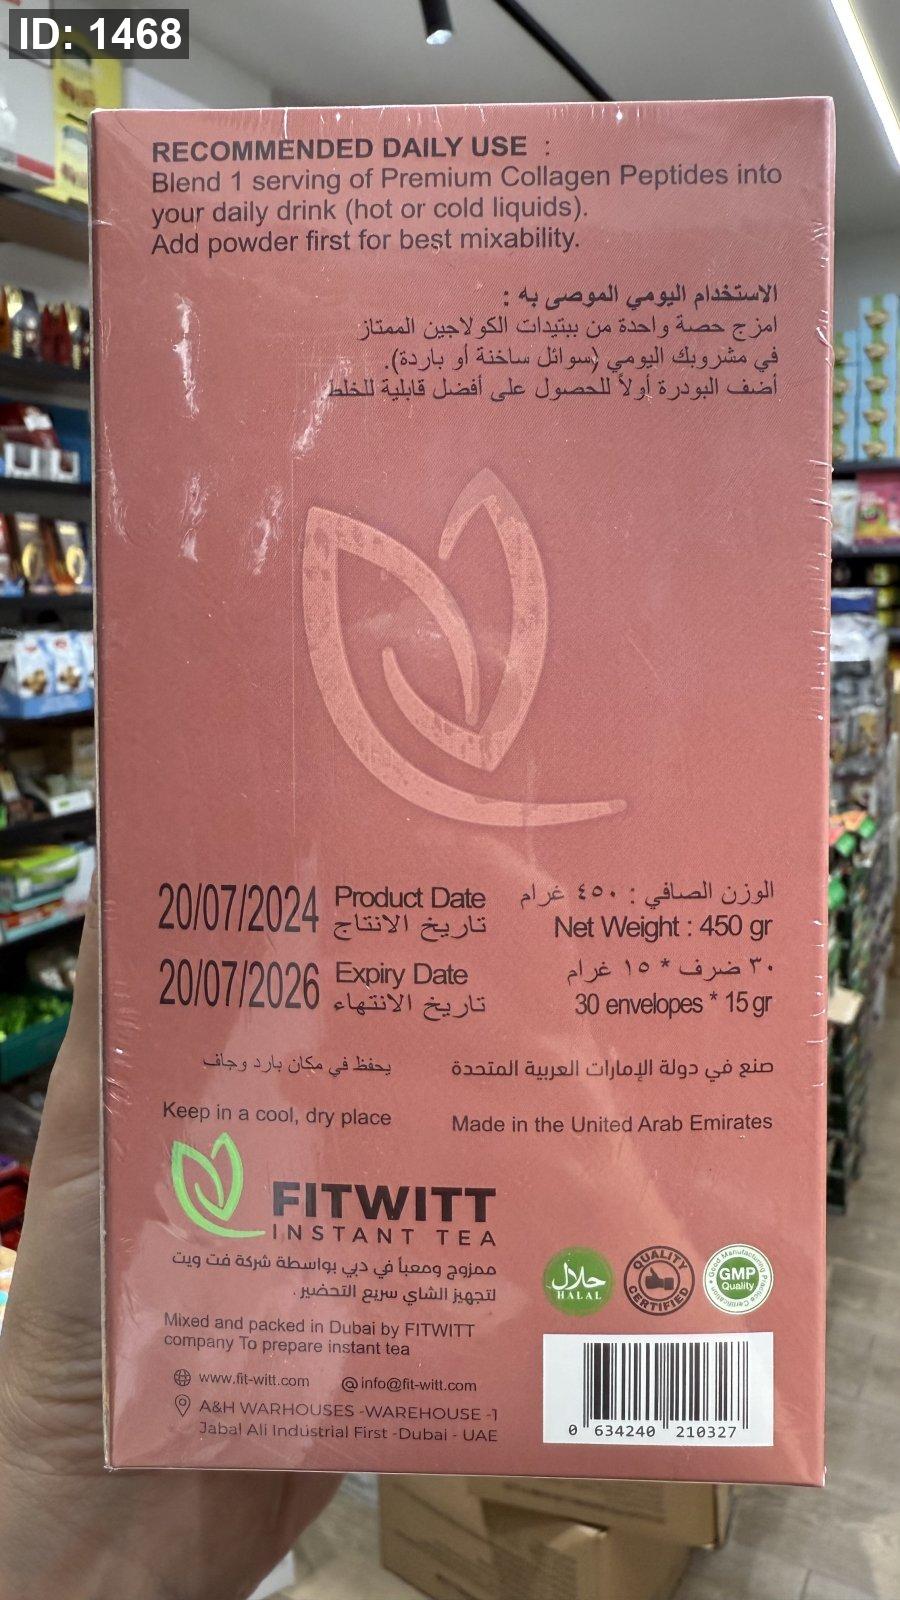 ID: 1468
RECOMMENDED DAILY USE :
Blend 1 serving of Premium Collagen Peptides into
your daily drink (hot or cold liquids).
Add powder first for best mixability.
الاستخدام اليومي الموصى به :
امزج حصة واحدة من ببتيدات الكولاجين الممتاز
في مشروبك اليومي (سوائل ساخنة أو باردة).
أضف البودرة أولاً للحصول على أفضل قابلية للخلط
20/07/2024 Product Date
تاريخ الانتاج
20/07/2026 Expiry Date
تاريخ الانتهاء
الوزن الصافي : ٤٥٠ غرام
Net Weight : 450 gr
٣٠ ضرف * ١٥ غرام
30 envelopes * 15 gr
يحفظ في مكان بارد وجاف
Keep in a cool, dry place
صنع في دولة الإمارات العربية المتحدة
Made in the United Arab Emirates
FITWITT
INSTANT TEA
ممزوج ومعبأ في دبي بواسطة شركة فت ويت
لتجهيز الشاي سريع التحضير .
Mixed and packed in Dubai by FITWITT
company To prepare instant tea
www.fit-witt.com @ info@fit-witt.com
A&H WARHOUSES -WAREHOUSE -1
Jabal Ali Industrial First -Dubai - UAE
حلال
HALAL
QUALITY
CERTIFIED
Good Manufacturing Practice Certification
GMP
Quality
0 634240 210327